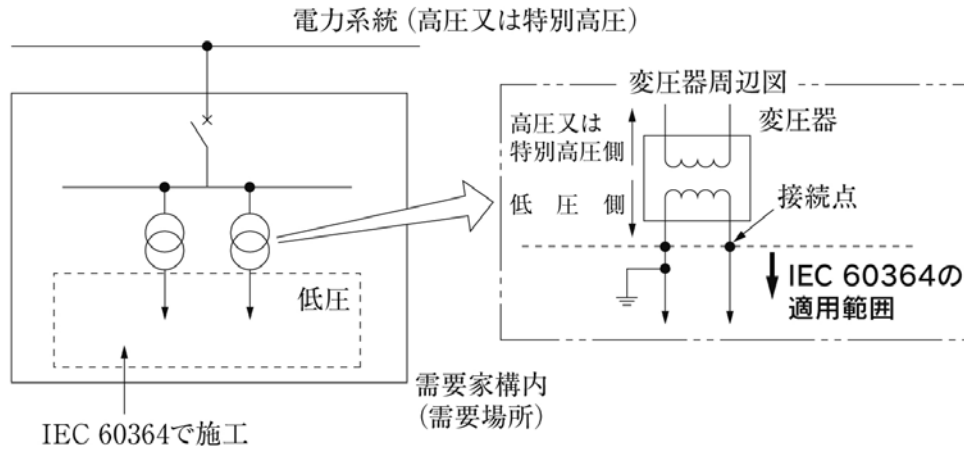 電力系統 (高圧又は特別高圧)
低圧
IEC 60364で施工
需要家構内
(需要場所)
変圧器周辺図
高圧又は
特別高圧側
低圧側
変圧器
接続点
IEC 60364の
適用範囲